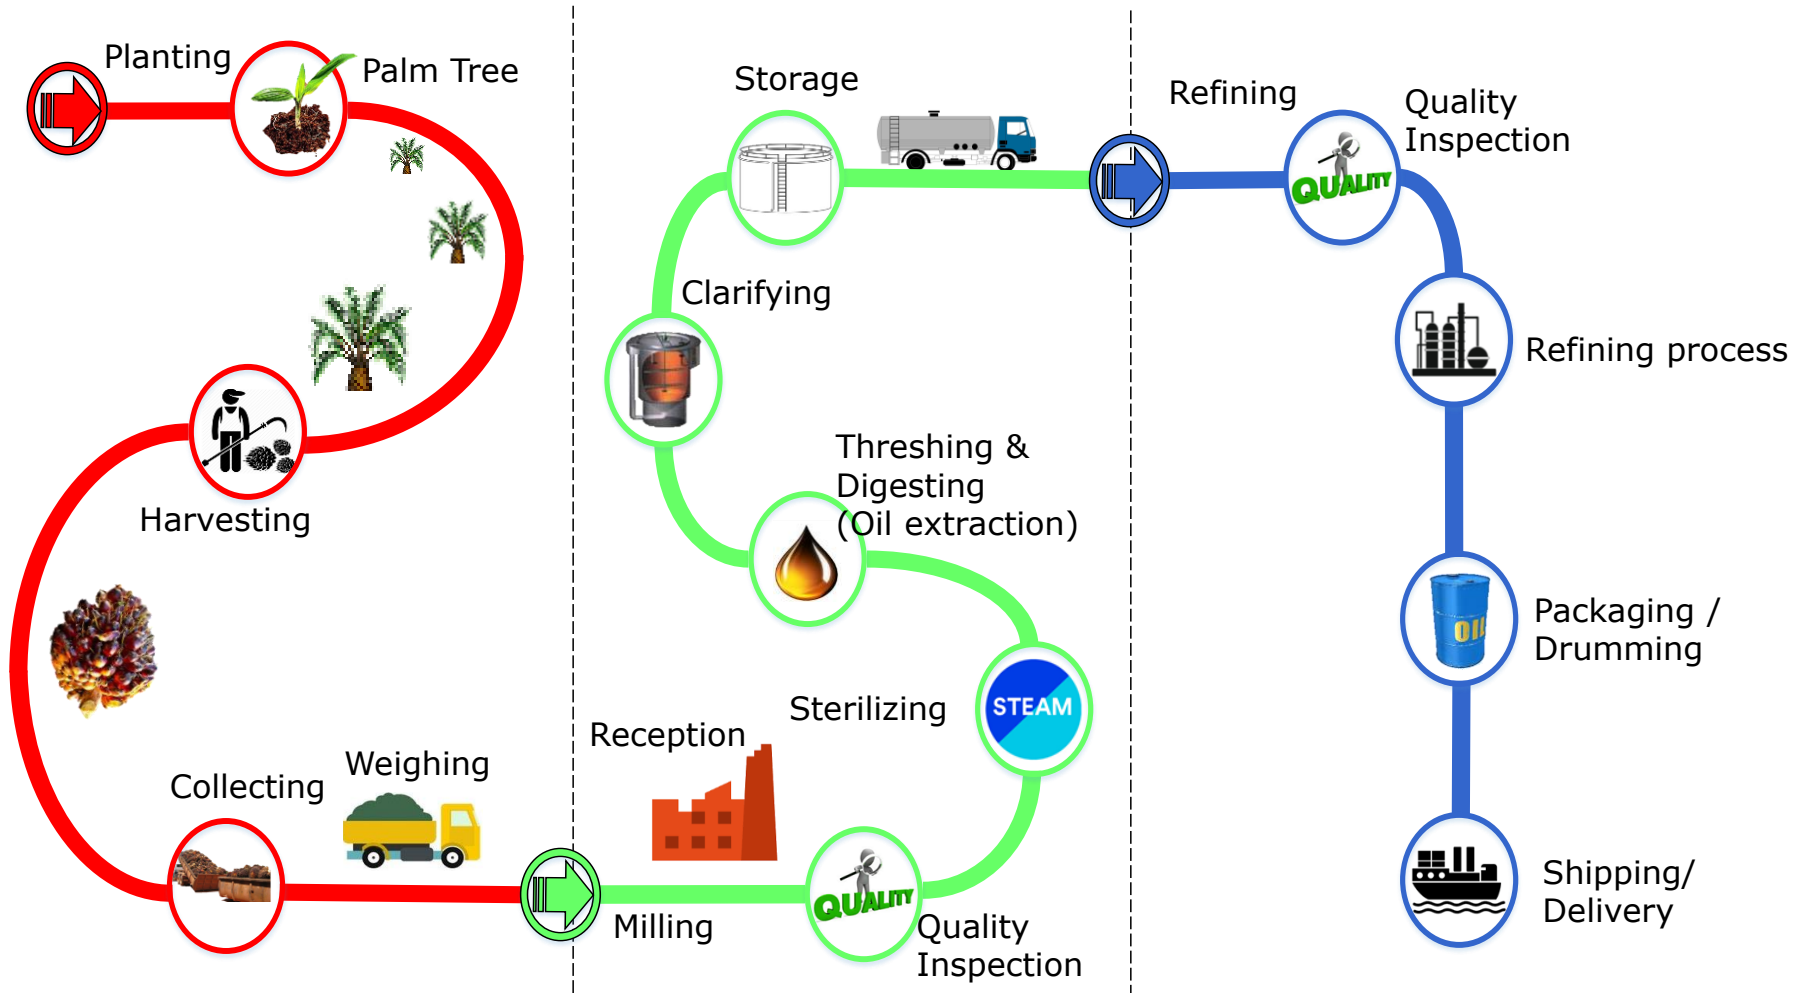 Planting
Palm Tree
Harvesting
Collecting
Weighing
Milling
Reception
QUALITY
Quality
Inspection
Sterilizing
STEAM
Threshing &
Digesting
(Oil extraction)
Clarifying
Storage
Refining
QUALITY
Quality
Inspection
Refining process
OIL
Packaging /
Drumming
Shipping/
Delivery